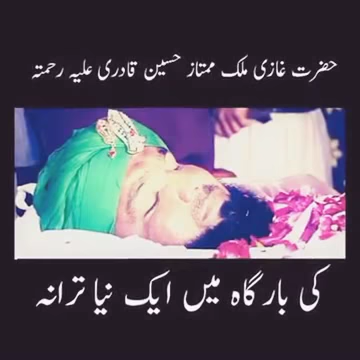 حضرت غازی ملک ممتاز حسین قادری علیہ رحمتہ
کی بارگاہ میں ایک نیا ترانہ